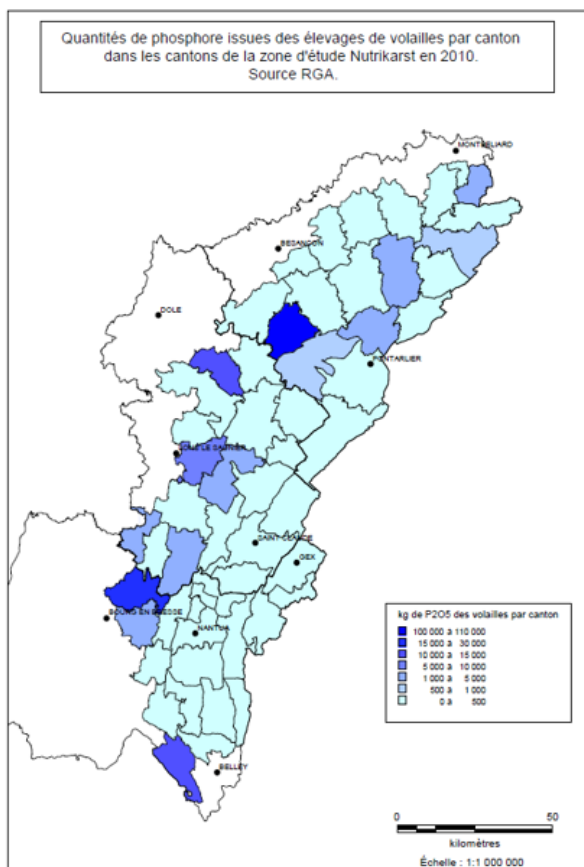 Quantités de phosphore issues des élevages de volailles par canton
dans les cantons de la zone d'étude Nutrikarst en 2010.
Source RGA.
MONTBELIARD
BESANCON
DOLE
PONTARLIER
LONS LE SAUNIER
SAINT CLAUDE
GEX
BOURG EN BRESSE
NANTUA
BELLEY
kg de P2O5 des volailles par canton
100 000 à 110 000
15 000 à 30 000
10 000 à 15 000
5 000 à 10 000
1 000 à 5 000
500 à 1 000
0 à 500
0 50
kilomètres
Échelle : 1:1 000 000